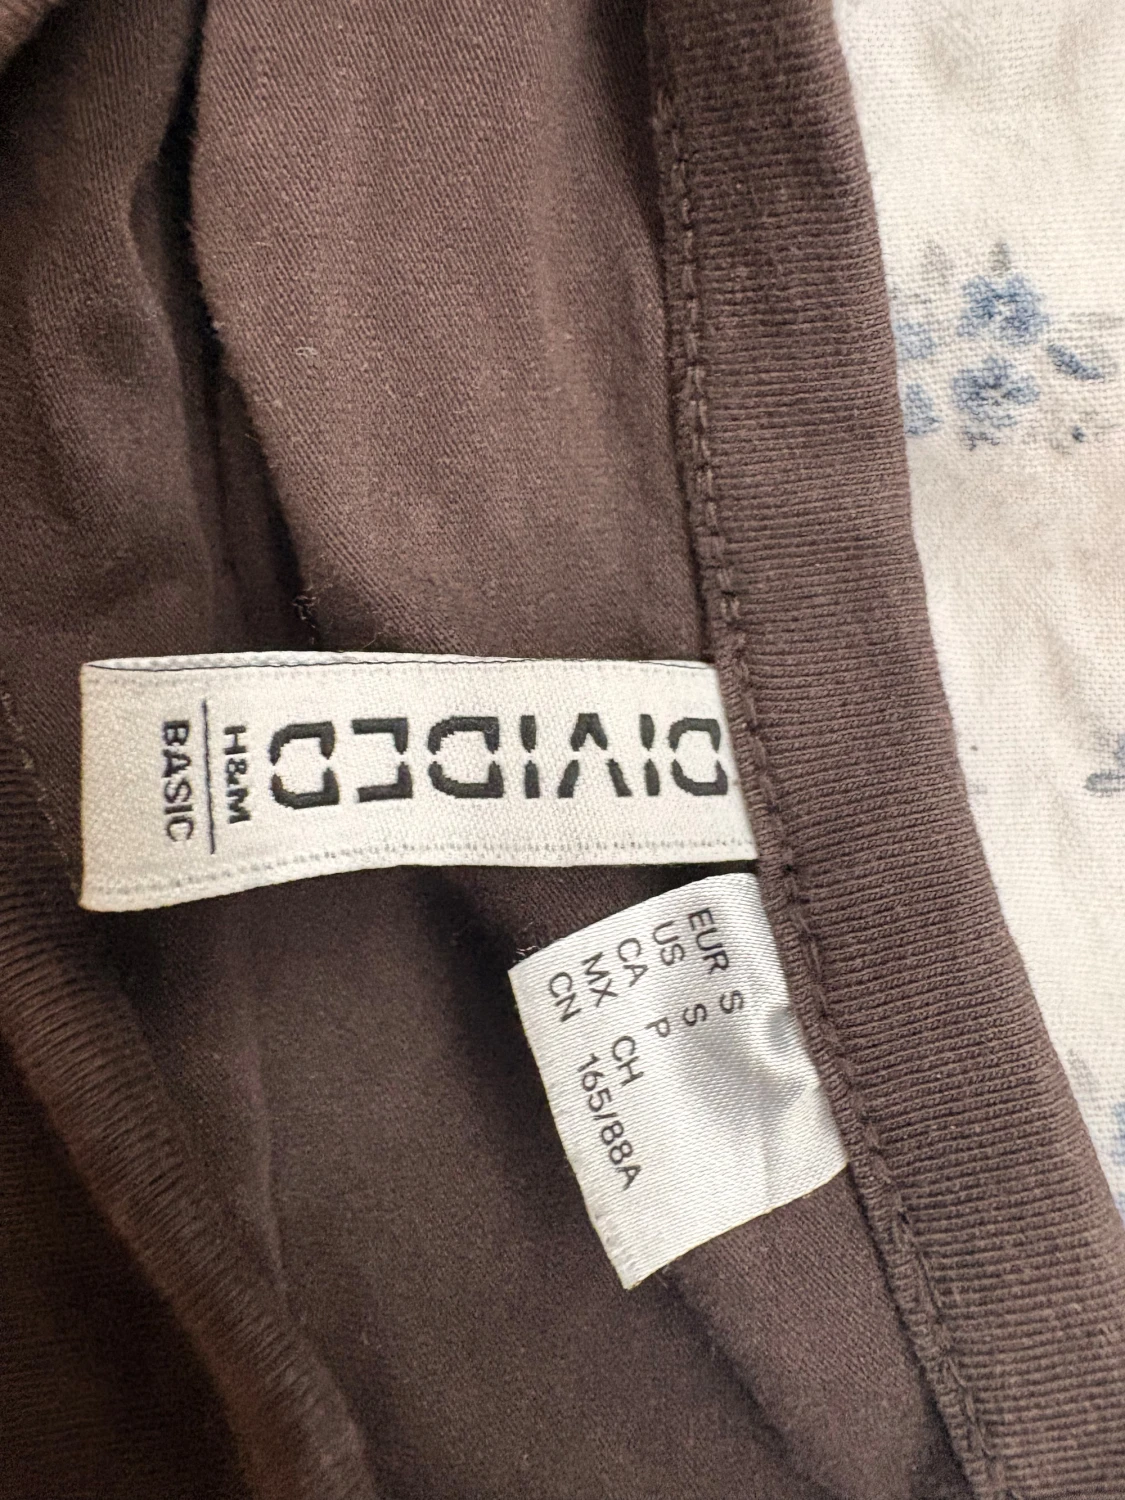 DIVIDED
H&M
BASIC
EUR S
US S
CA P
MX CH
CN 165/88A